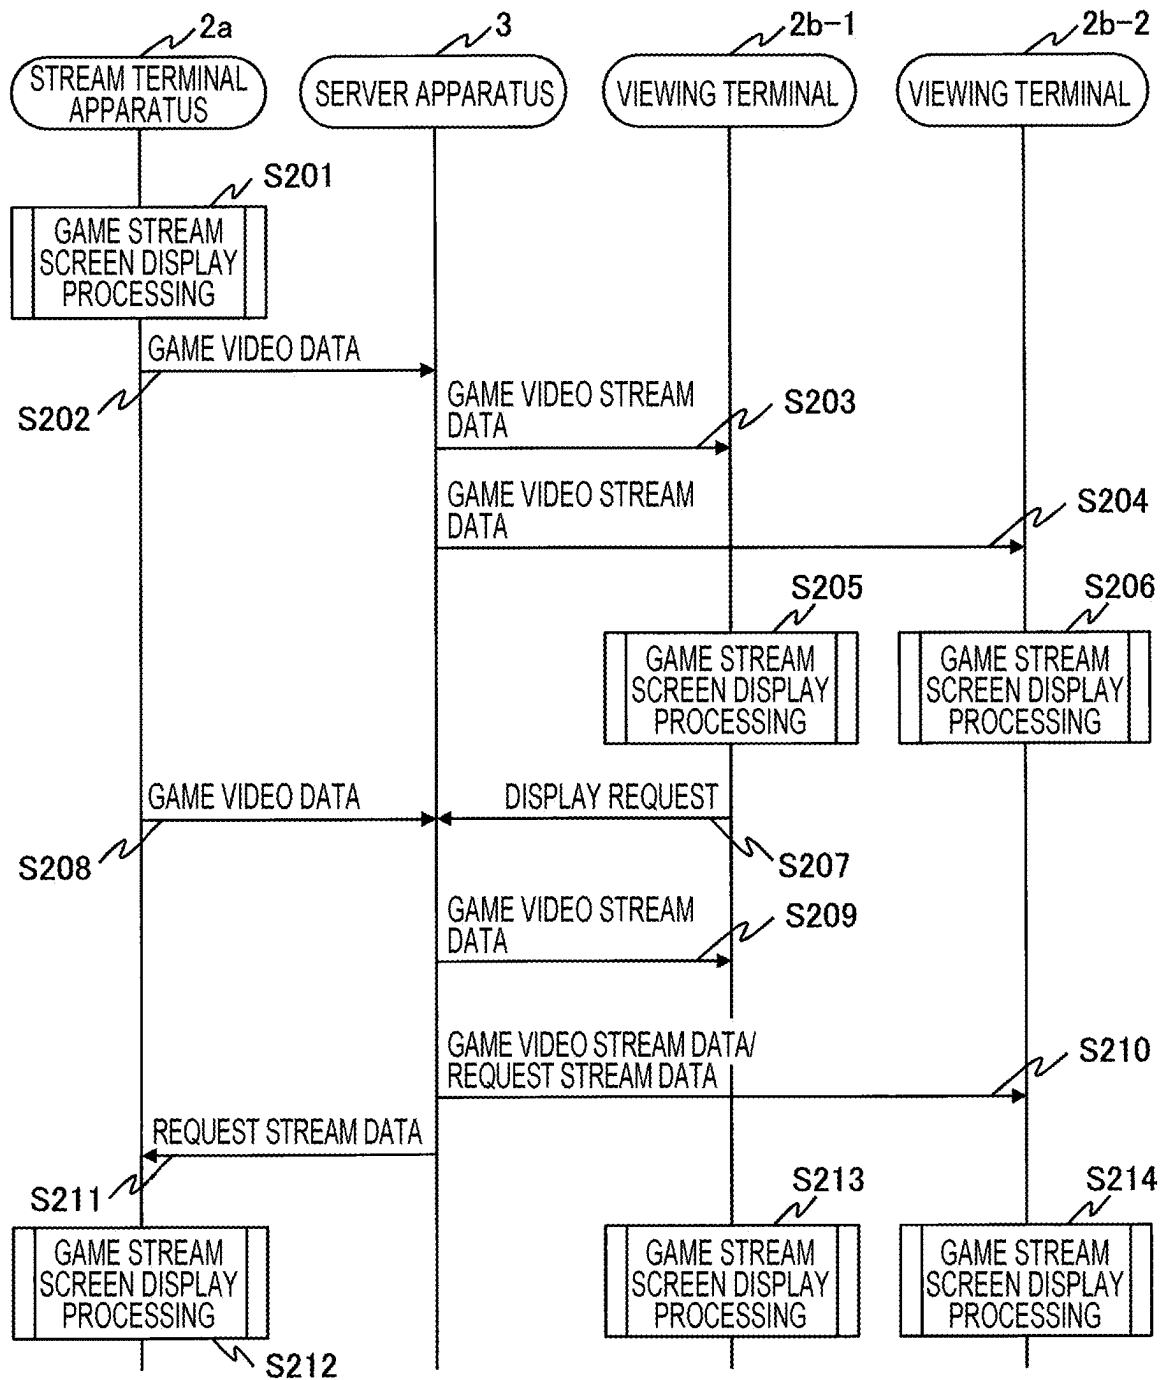 2a
3
2b-1
2b-2
STREAM TERMINAL
APPARATUS
SERVER APPARATUS
VIEWING TERMINAL
VIEWING TERMINAL
S201
GAME STREAM
SCREEN DISPLAY
PROCESSING
GAME VIDEO DATA
S202
GAME VIDEO STREAM
DATA
S203
GAME VIDEO STREAM
DATA
S204
S205
GAME STREAM
SCREEN DISPLAY
PROCESSING
S206
GAME STREAM
SCREEN DISPLAY
PROCESSING
GAME VIDEO DATA
S208
DISPLAY REQUEST
S207
GAME VIDEO STREAM
DATA
S209
GAME VIDEO STREAM DATA/
REQUEST STREAM DATA
S210
REQUEST STREAM DATA
S211
GAME STREAM
SCREEN DISPLAY
PROCESSING
S212
S213
GAME STREAM
SCREEN DISPLAY
PROCESSING
S214
GAME STREAM
SCREEN DISPLAY
PROCESSING